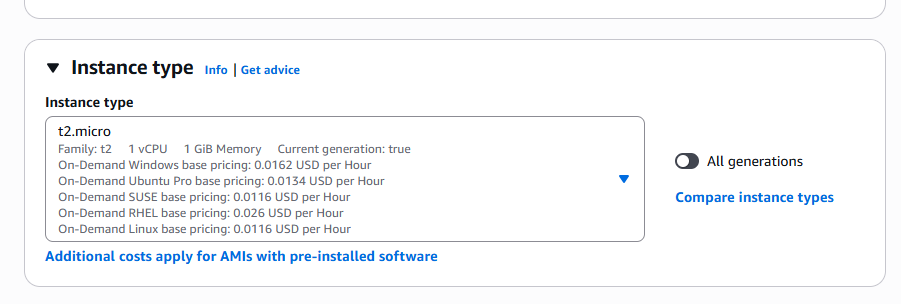 Instance type Info | Get advice
Instance type
t2.micro
Family: t2 1 vCPU 1 GiB Memory Current generation: true
On-Demand Windows base pricing: 0.0162 USD per Hour
On-Demand Ubuntu Pro base pricing: 0.0134 USD per Hour
On-Demand SUSE base pricing: 0.0116 USD per Hour
On-Demand RHEL base pricing: 0.026 USD per Hour
On-Demand Linux base pricing: 0.0116 USD per Hour
All generations
Compare instance types
Additional costs apply for AMIs with pre-installed software